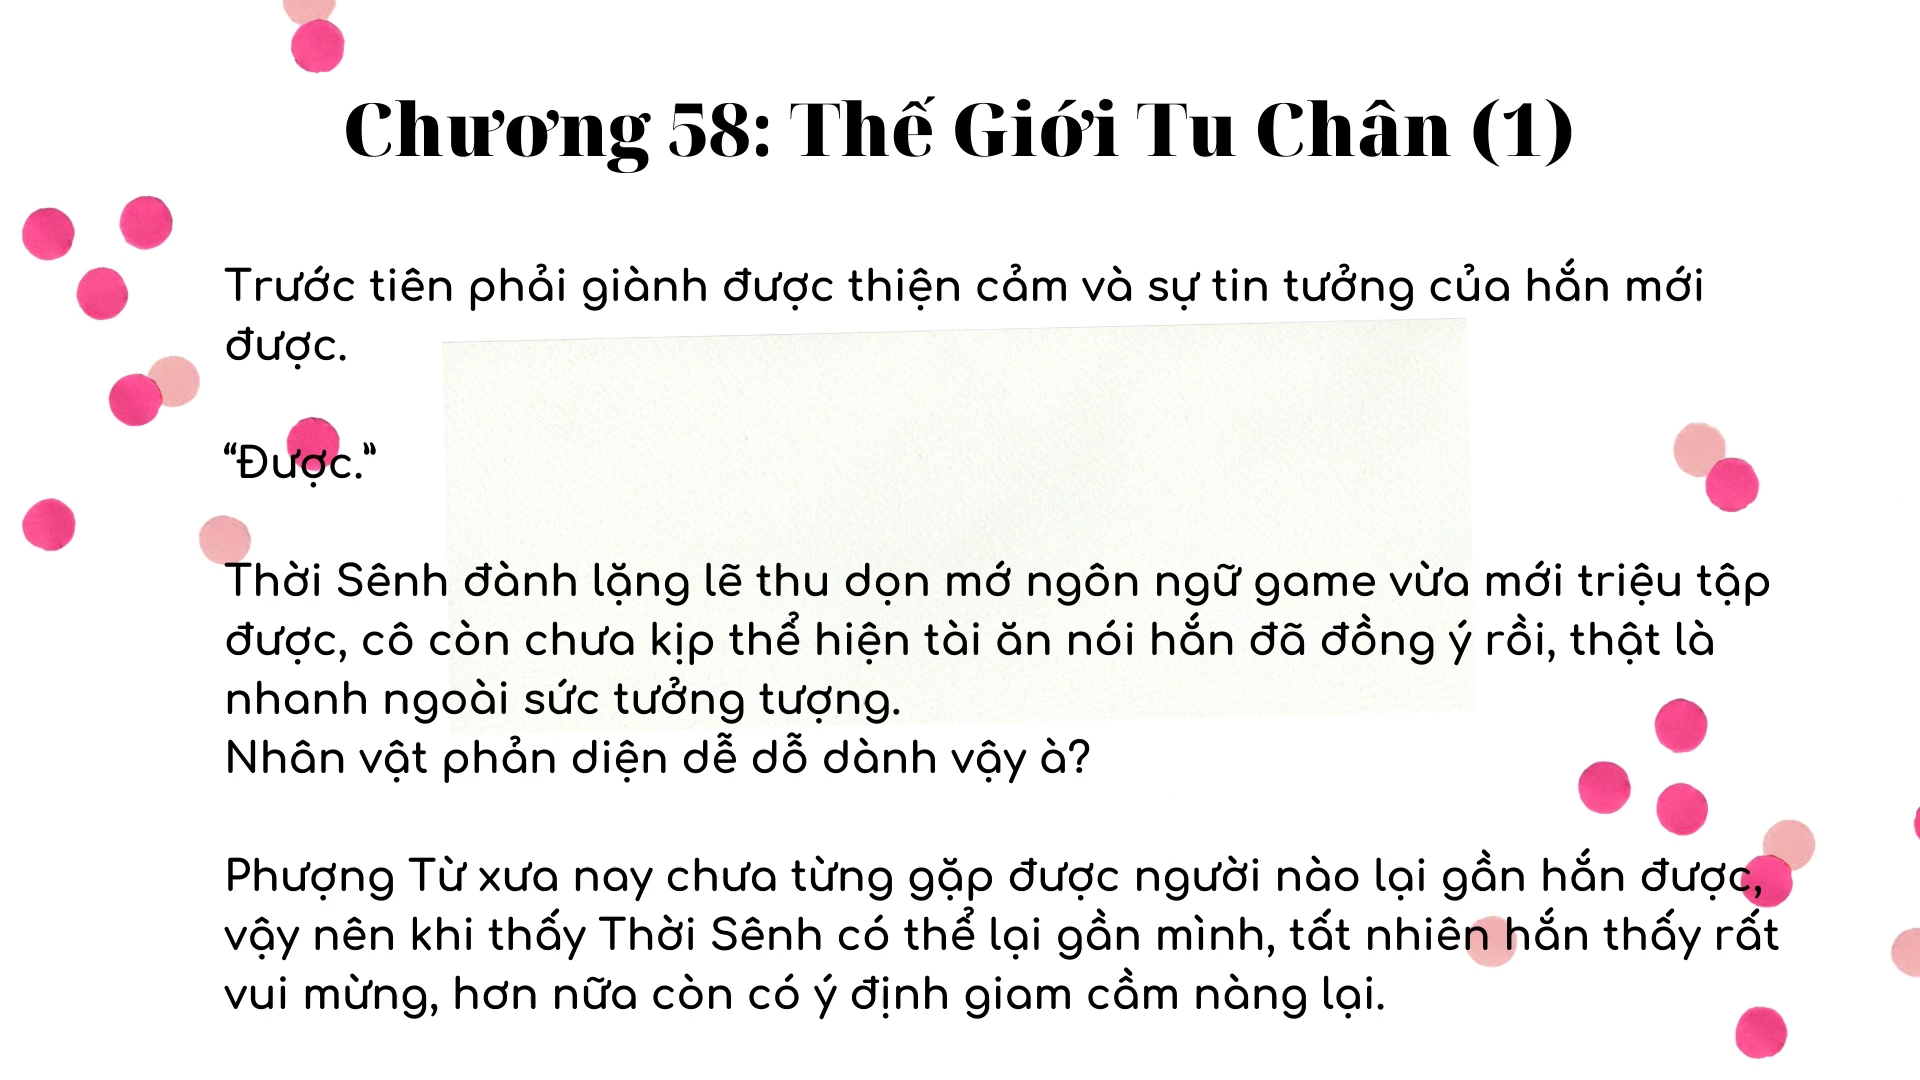 Chương 58: Thế Giới Tu Chân (1)
Trước tiên phải giành được thiện cảm và sự tin tưởng của hắn mới
được.
“Được.”
Thời Sênh đành lặng lẽ thu dọn mớ ngôn ngữ game vừa mới triệu tập
được, cô còn chưa kịp thể hiện tài ăn nói hắn đã đồng ý rồi, thật là
nhanh ngoài sức tưởng tượng.
Nhân vật phản diện dễ dỗ dành vậy à?
Phượng Từ xưa nay chưa từng gặp được người nào lại gần hắn được,
vậy nên khi thấy Thời Sênh có thể lại gần mình, tất nhiên hắn thấy rất
vui mừng, hơn nữa còn có ý định giam cầm nàng lại.